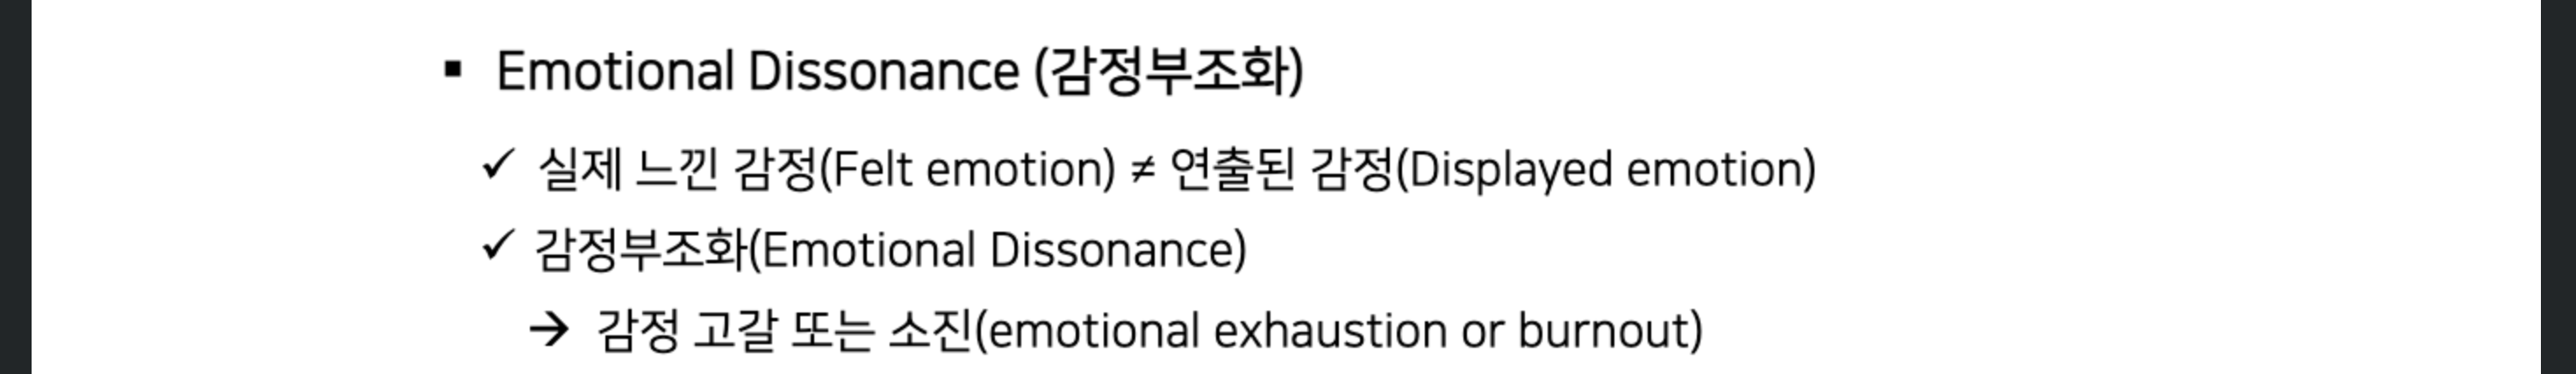 ▪ Emotional Dissonance (감정부조화)
✓ 실제 느낀 감정(Felt emotion) ≠ 연출된 감정(Displayed emotion)
✓ 감정부조화(Emotional Dissonance)
→ 감정 고갈 또는 소진(emotional exhaustion or burnout)